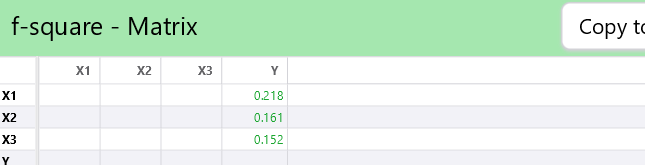 f-square - Matrix
Copy to
X1 X2 X3 Y
X1 0.218
X2 0.161
X3 0.152
Y